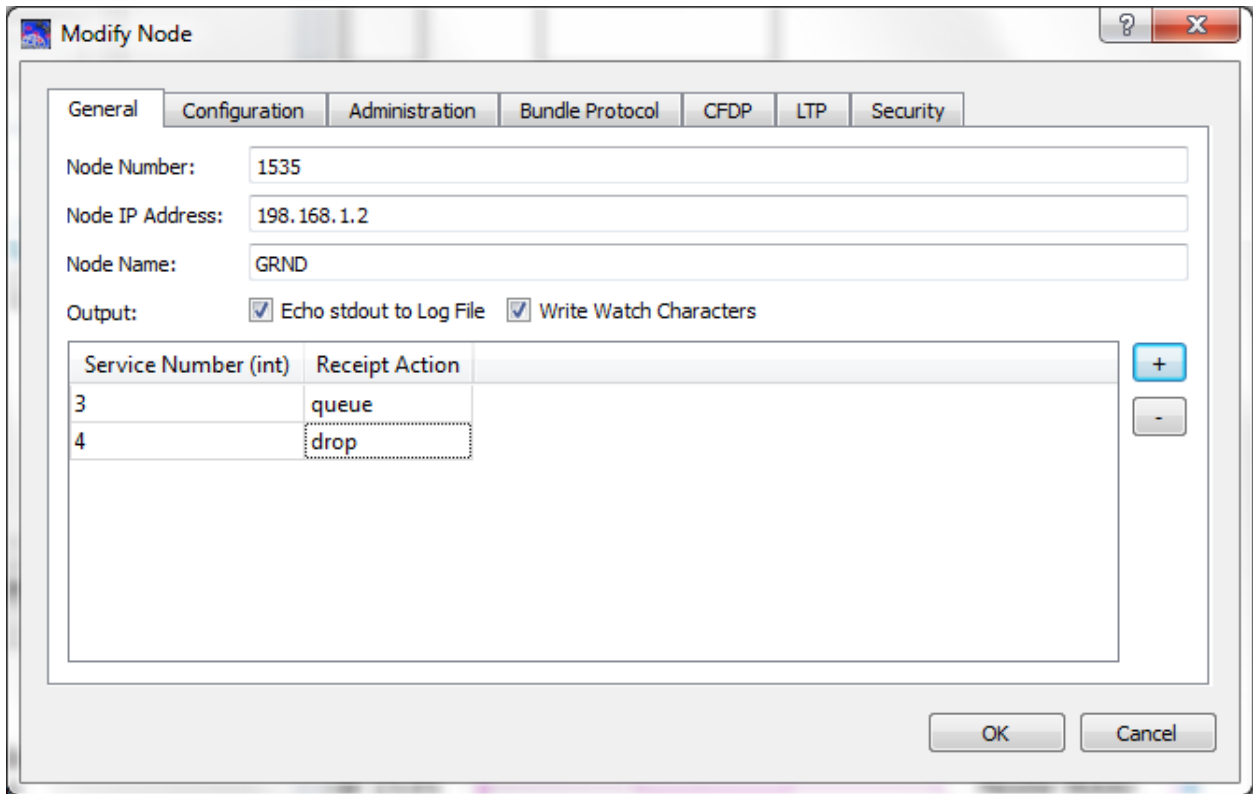 Modify Node
?
X
General Configuration Administration Bundle Protocol CFDP LTP Security
Node Number: 1535
Node IP Address: 198.168.1.2
Node Name: GRND
Output: Echo stdout to Log File Write Watch Characters
Service Number (int) Receipt Action
+
3 queue
-
4 drop
OK Cancel